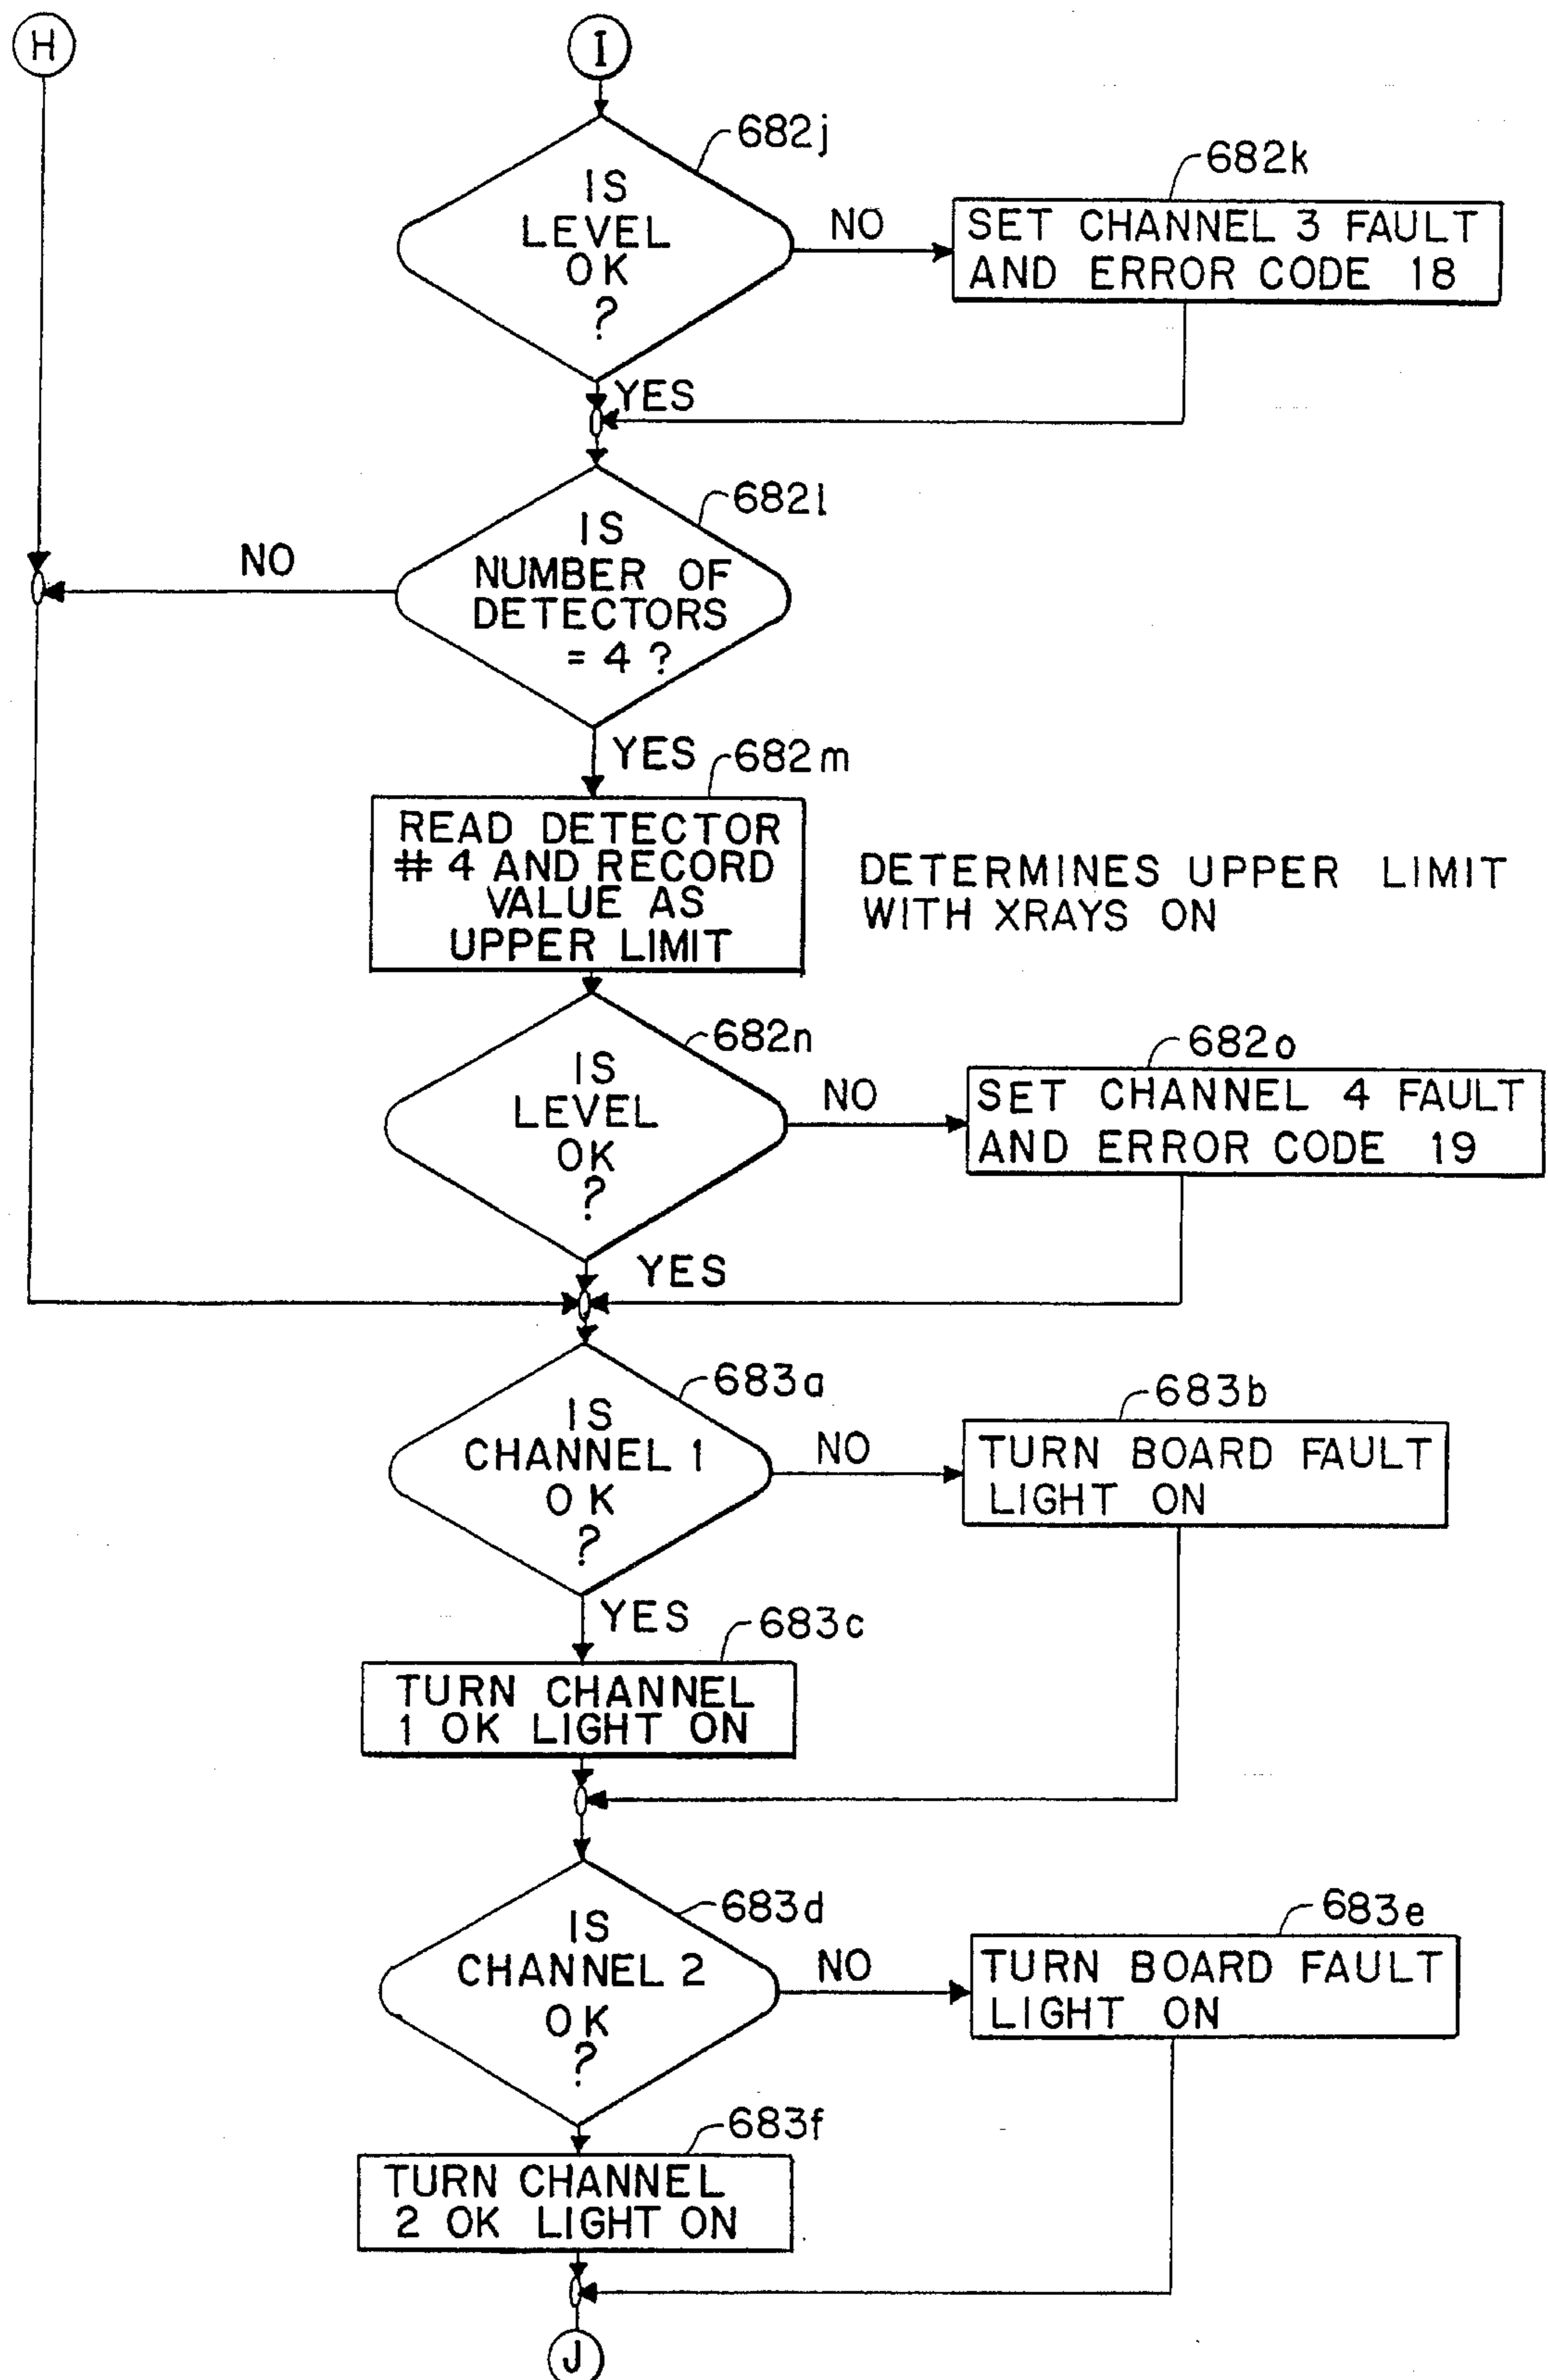 H
I
682j
IS
LEVEL
OK
?
NO
682k
SET CHANNEL 3 FAULT
AND ERROR CODE 18
YES
682l
IS
NUMBER OF
DETECTORS
= 4 ?
NO
YES
682m
READ DETECTOR
# 4 AND RECORD
VALUE AS
UPPER LIMIT
DETERMINES UPPER LIMIT
WITH XRAYS ON
682n
IS
LEVEL
OK
?
NO
682o
SET CHANNEL 4 FAULT
AND ERROR CODE 19
YES
683a
IS
CHANNEL 1
OK
?
NO
683b
TURN BOARD FAULT
LIGHT ON
YES
683c
TURN CHANNEL
1 OK LIGHT ON
683d
IS
CHANNEL 2
OK
?
NO
683e
TURN BOARD FAULT
LIGHT ON
683f
TURN CHANNEL
2 OK LIGHT ON
J